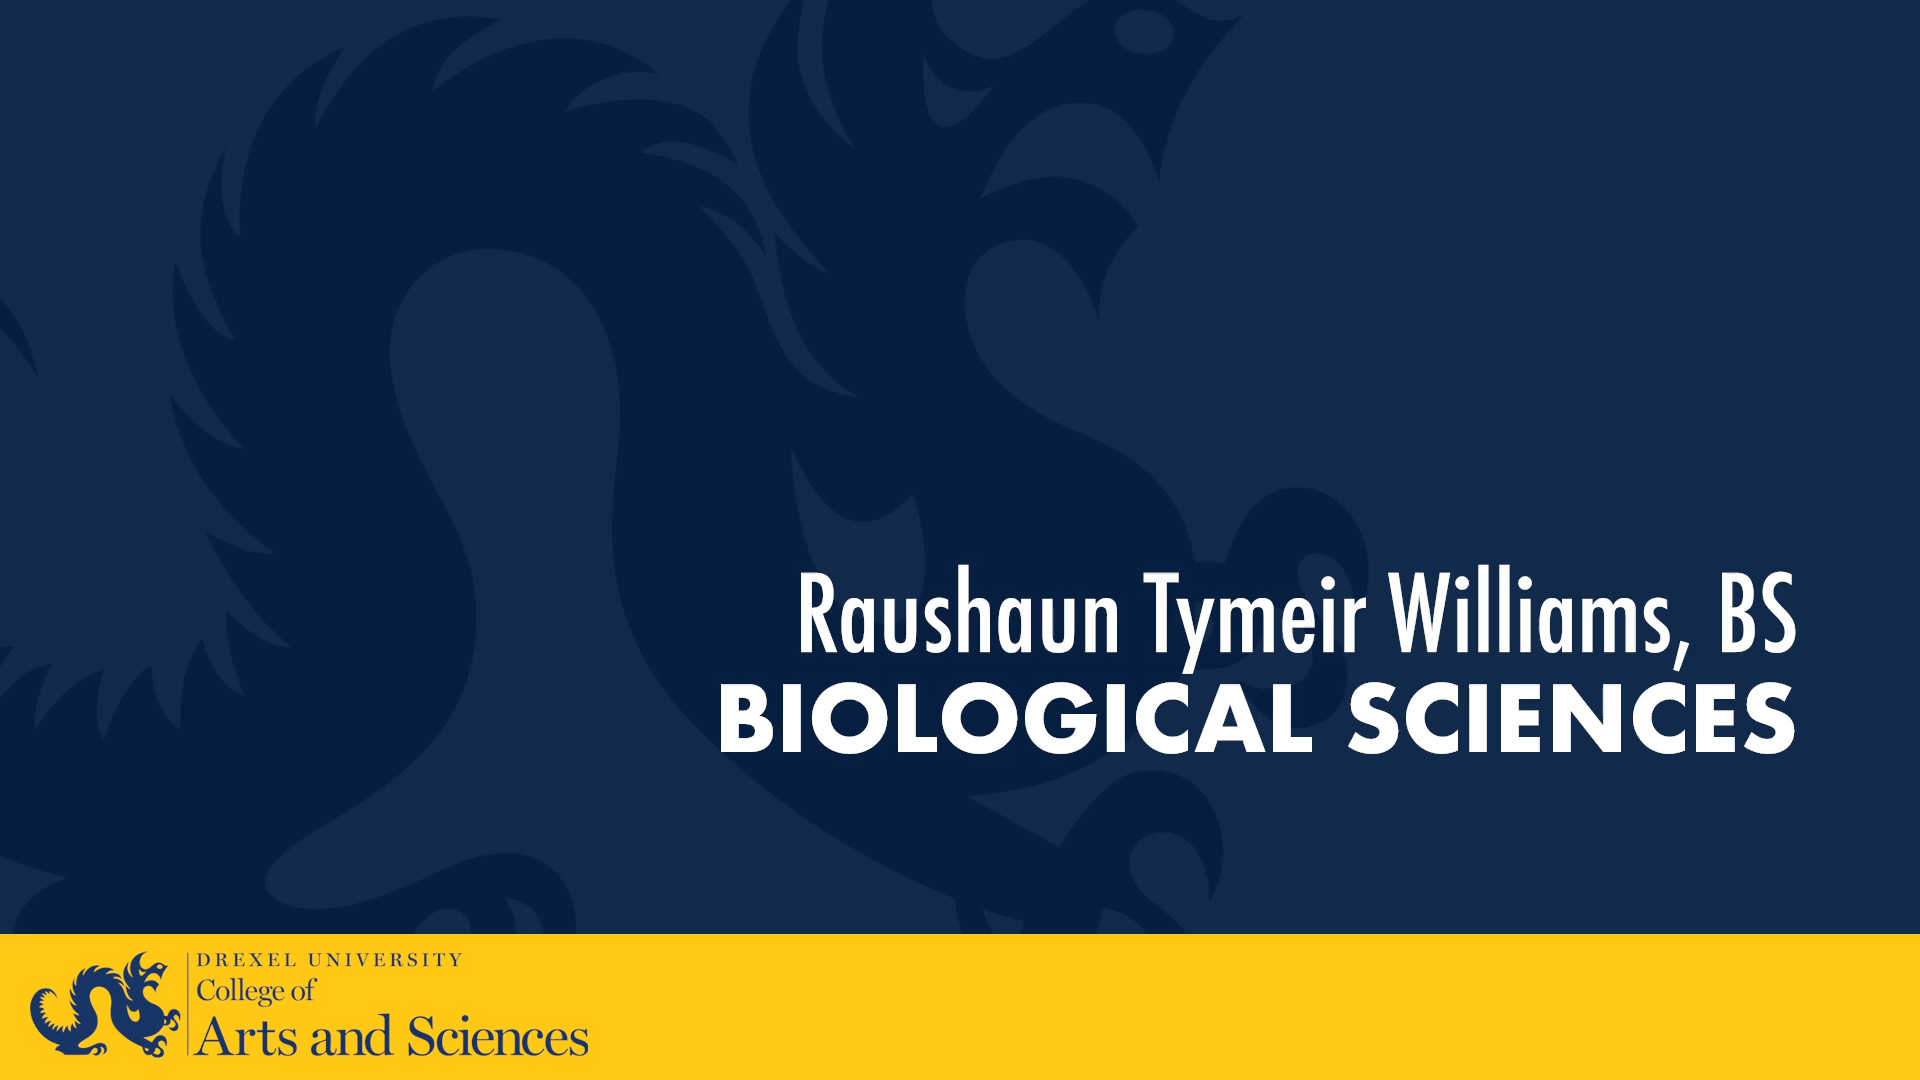 Raushaun Tymeir Williams, BS
BIOLOGICAL SCIENCES
DREXEL UNIVERSITY
College of
Arts and Sciences